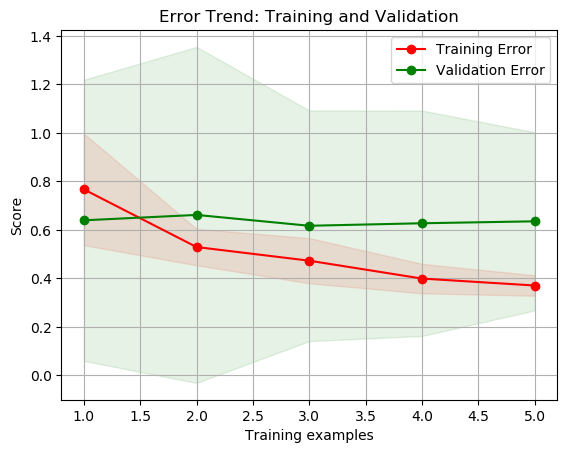 Error Trend: Training and Validation
Training Error
Validation Error
Score
1.4
1.2
1.0
0.8
0.6
0.4
0.2
0.0
1.0 1.5 2.0 2.5 3.0 3.5 4.0 4.5 5.0
Training examples